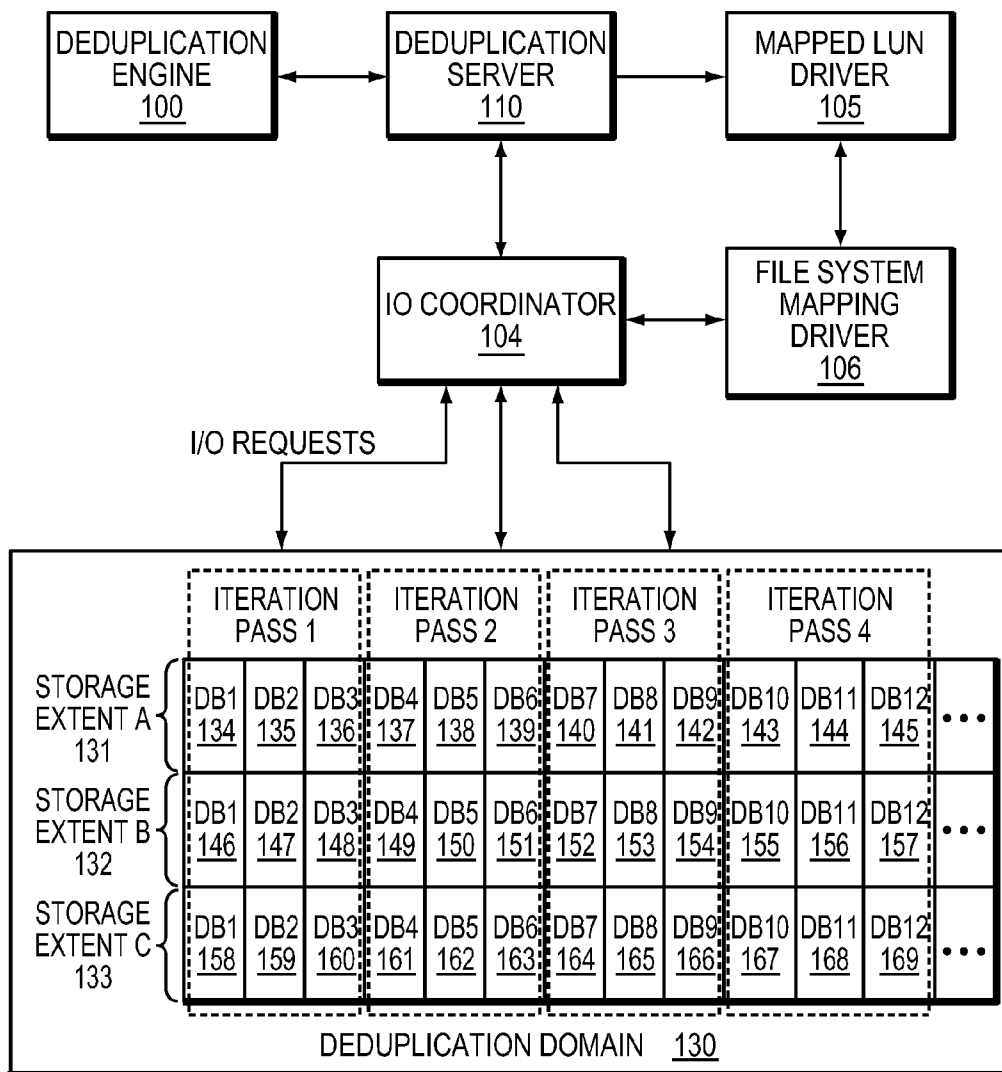 DEDUPLICATION
ENGINE
100
DEDUPLICATION
SERVER
110
MAPPED LUN
DRIVER
105
IO COORDINATOR
104
FILE SYSTEM
MAPPING
DRIVER
106
I/O REQUESTS
ITERATION
PASS 1
ITERATION
PASS 2
ITERATION
PASS 3
ITERATION
PASS 4
STORAGE
EXTENT A
131
DB1 DB2 DB3 DB4 DB5 DB6 DB7 DB8 DB9 DB10 DB11 DB12
134 135 136 137 138 139 140 141 142 143 144 145 •••
STORAGE
EXTENT B
132
DB1 DB2 DB3 DB4 DB5 DB6 DB7 DB8 DB9 DB10 DB11 DB12
146 147 148 149 150 151 152 153 154 155 156 157 •••
STORAGE
EXTENT C
133
DB1 DB2 DB3 DB4 DB5 DB6 DB7 DB8 DB9 DB10 DB11 DB12
158 159 160 161 162 163 164 165 166 167 168 169 •••
DEDUPLICATION DOMAIN 130